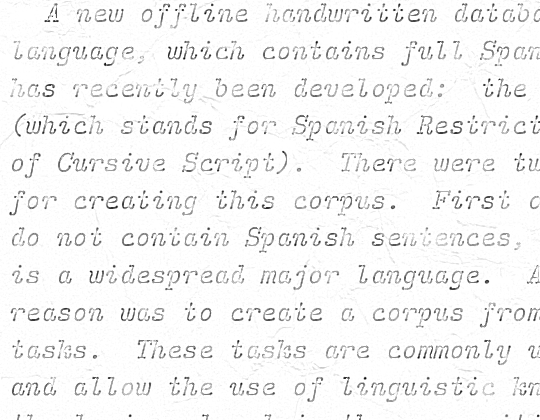 A new offline handwritten databa
language, which contains full Span
has recently been developed: the
(which stands for Spanish Restrict
of Cursive Script). There were tw
for creating this corpus. First
do not contain Spanish sentences,
is a widespread major language. A
reason was to create a corpus from
tasks. These tasks are commonly u
and allow the use of linguistic kn